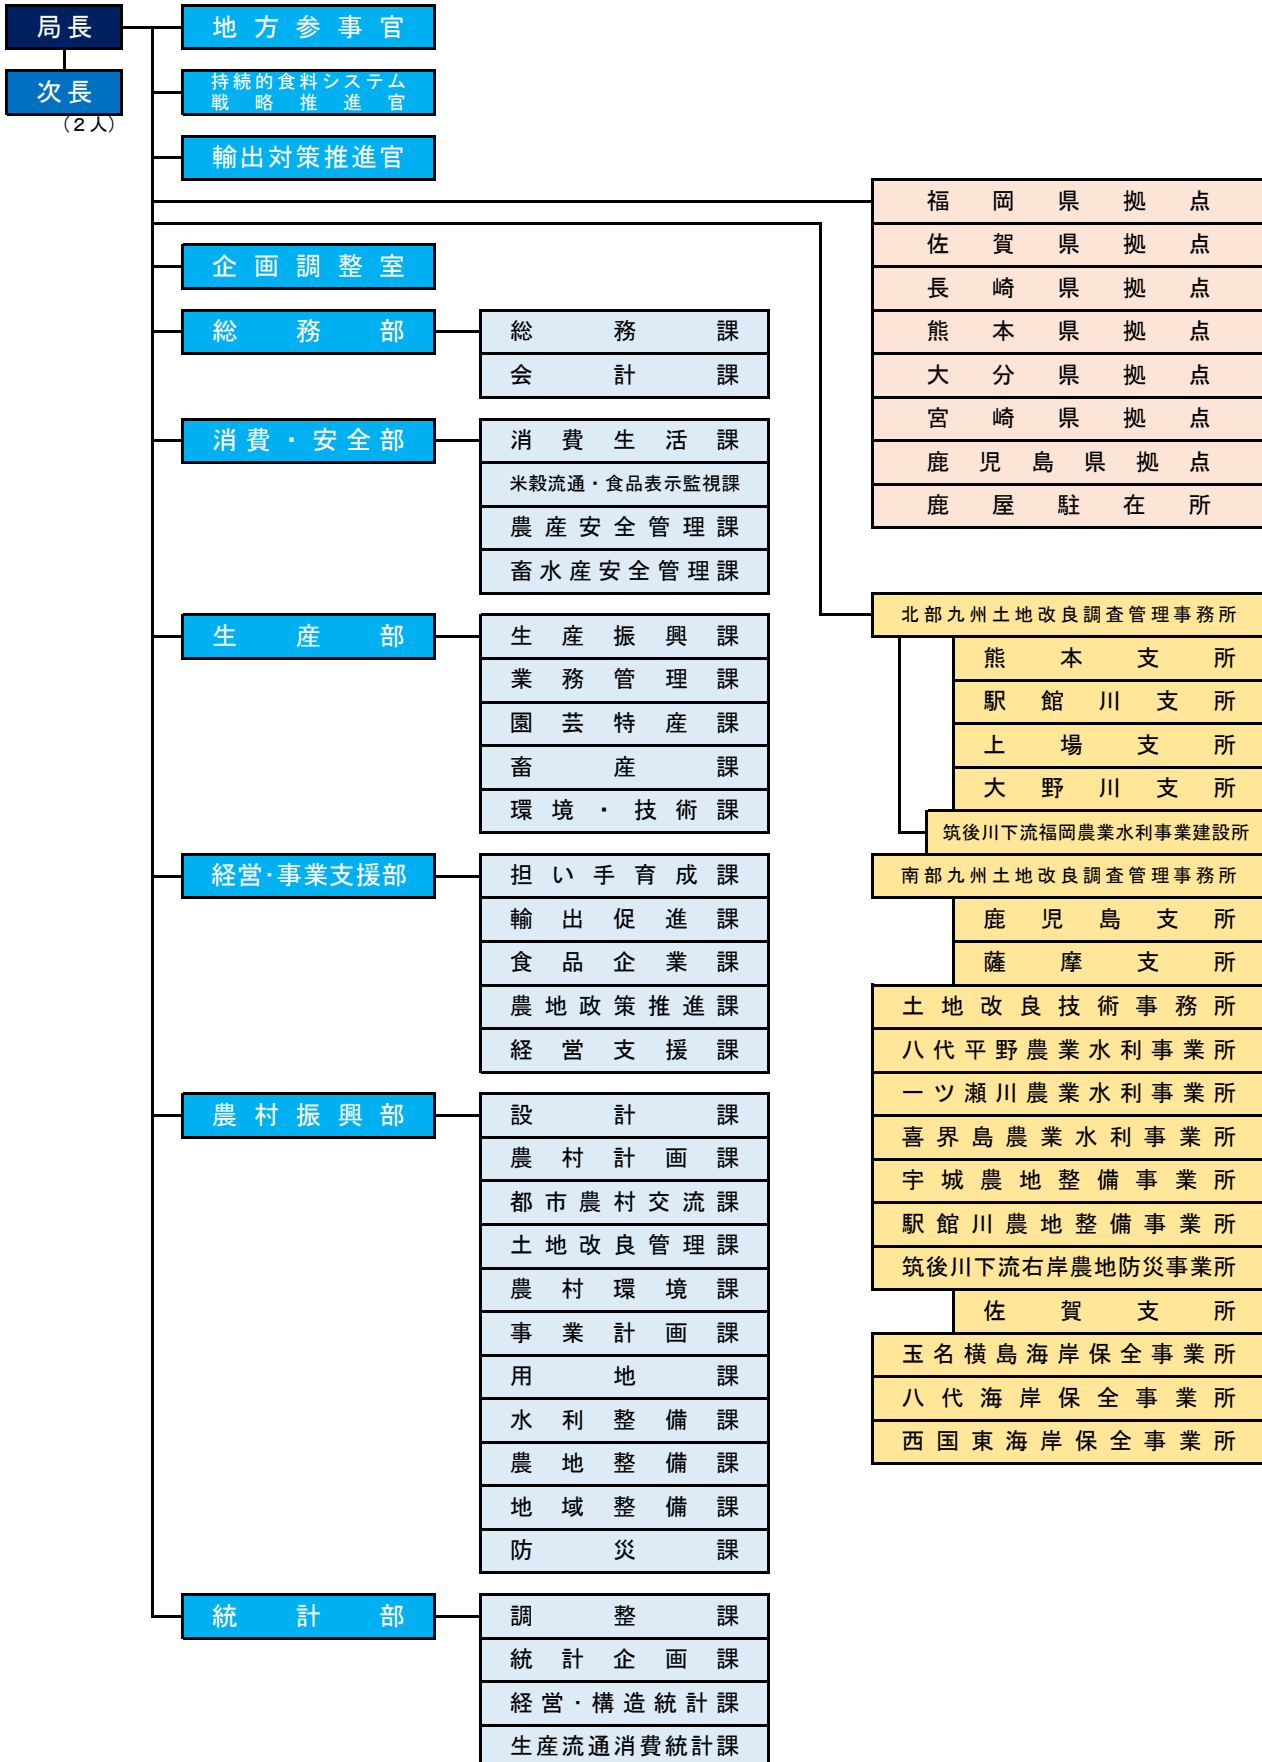 局長
次長
（２人）
地方参事官
持続的食料システム
戦略推進官
輸出対策推進官
企画調整室
総務部
総務課
会計課
消費・安全部
消費生活課
米穀流通・食品表示監視課
農産安全管理課
畜水産安全管理課
生産部
生産振興課
業務管理課
園芸特産課
畜産課
環境・技術課
経営・事業支援部
担い手育成課
輸出促進課
食品企業課
農地政策推進課
経営支援課
農村振興部
設計課
農村計画課
都市農村交流課
土地改良管理課
農村環境課
事業計画課
用地課
水利整備課
農地整備課
地域整備課
防災課
統計部
調整課
統計企画課
経営・構造統計課
生産流通消費統計課
福岡県拠点
佐賀県拠点
長崎県拠点
熊本県拠点
大分県拠点
宮崎県拠点
鹿児島県拠点
鹿屋駐在所
北部九州土地改良調査管理事務所
熊本支所
駅館川支所
上場支所
大野川支所
筑後川下流福岡農業水利事業建設所
南部九州土地改良調査管理事務所
鹿児島支所
薩摩支所
土地改良技術事務所
八代平野農業水利事業所
一ツ瀬川農業水利事業所
喜界島農業水利事業所
宇城農地整備事業所
駅館川農地整備事業所
筑後川下流右岸農地防災事業所
佐賀支所
玉名横島海岸保全事業所
八代海岸保全事業所
西国東海岸保全事業所